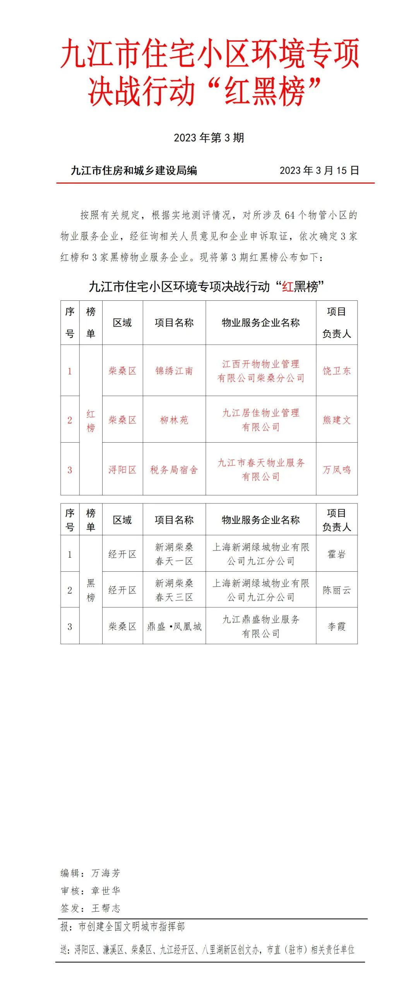 九江市住宅小区环境专项
决战行动“红黑榜”
2023 年第 3 期
九江市住房和城乡建设局编 2023 年 3 月 15 日
按照有关规定，根据实地测评情况，对所涉及 64 个物管小区的
物业服务企业，经征询相关人员意见和企业申诉取证，依次确定 3 家
红榜和 3 家黑榜物业服务企业。现将第 3 期红黑榜公布如下：
九江市住宅小区环境专项决战行动“红黑榜”
序号 榜单 区域 项目名称 物业服务企业名称 项目负责人
1 红榜 柴桑区 锦绣江南 江西开物物业管理有限公司柴桑分公司 饶卫东
2 柴桑区 柳林苑 九江居佳物业管理有限公司 熊建文
3 浔阳区 税务局宿舍 九江市春天物业服务有限公司 万凤鸣
序号 榜单 区域 项目名称 物业服务企业名称 项目负责人
1 黑榜 经开区 新湖柴桑春天一区 上海新湖绿城物业有限公司九江分公司 霍岩
2 经开区 新湖柴桑春天三区 上海新湖绿城物业有限公司九江分公司 陈丽云
3 柴桑区 鼎盛·凤凰城 九江鼎盛物业服务有限公司 李霞
编辑：万海芳
审核：章世华
签发：王帮志
报：市创建全国文明城市指挥部
送：浔阳区、濂溪区、柴桑区、九江经开区、八里湖新区创文办，市直（驻市）相关责任单位